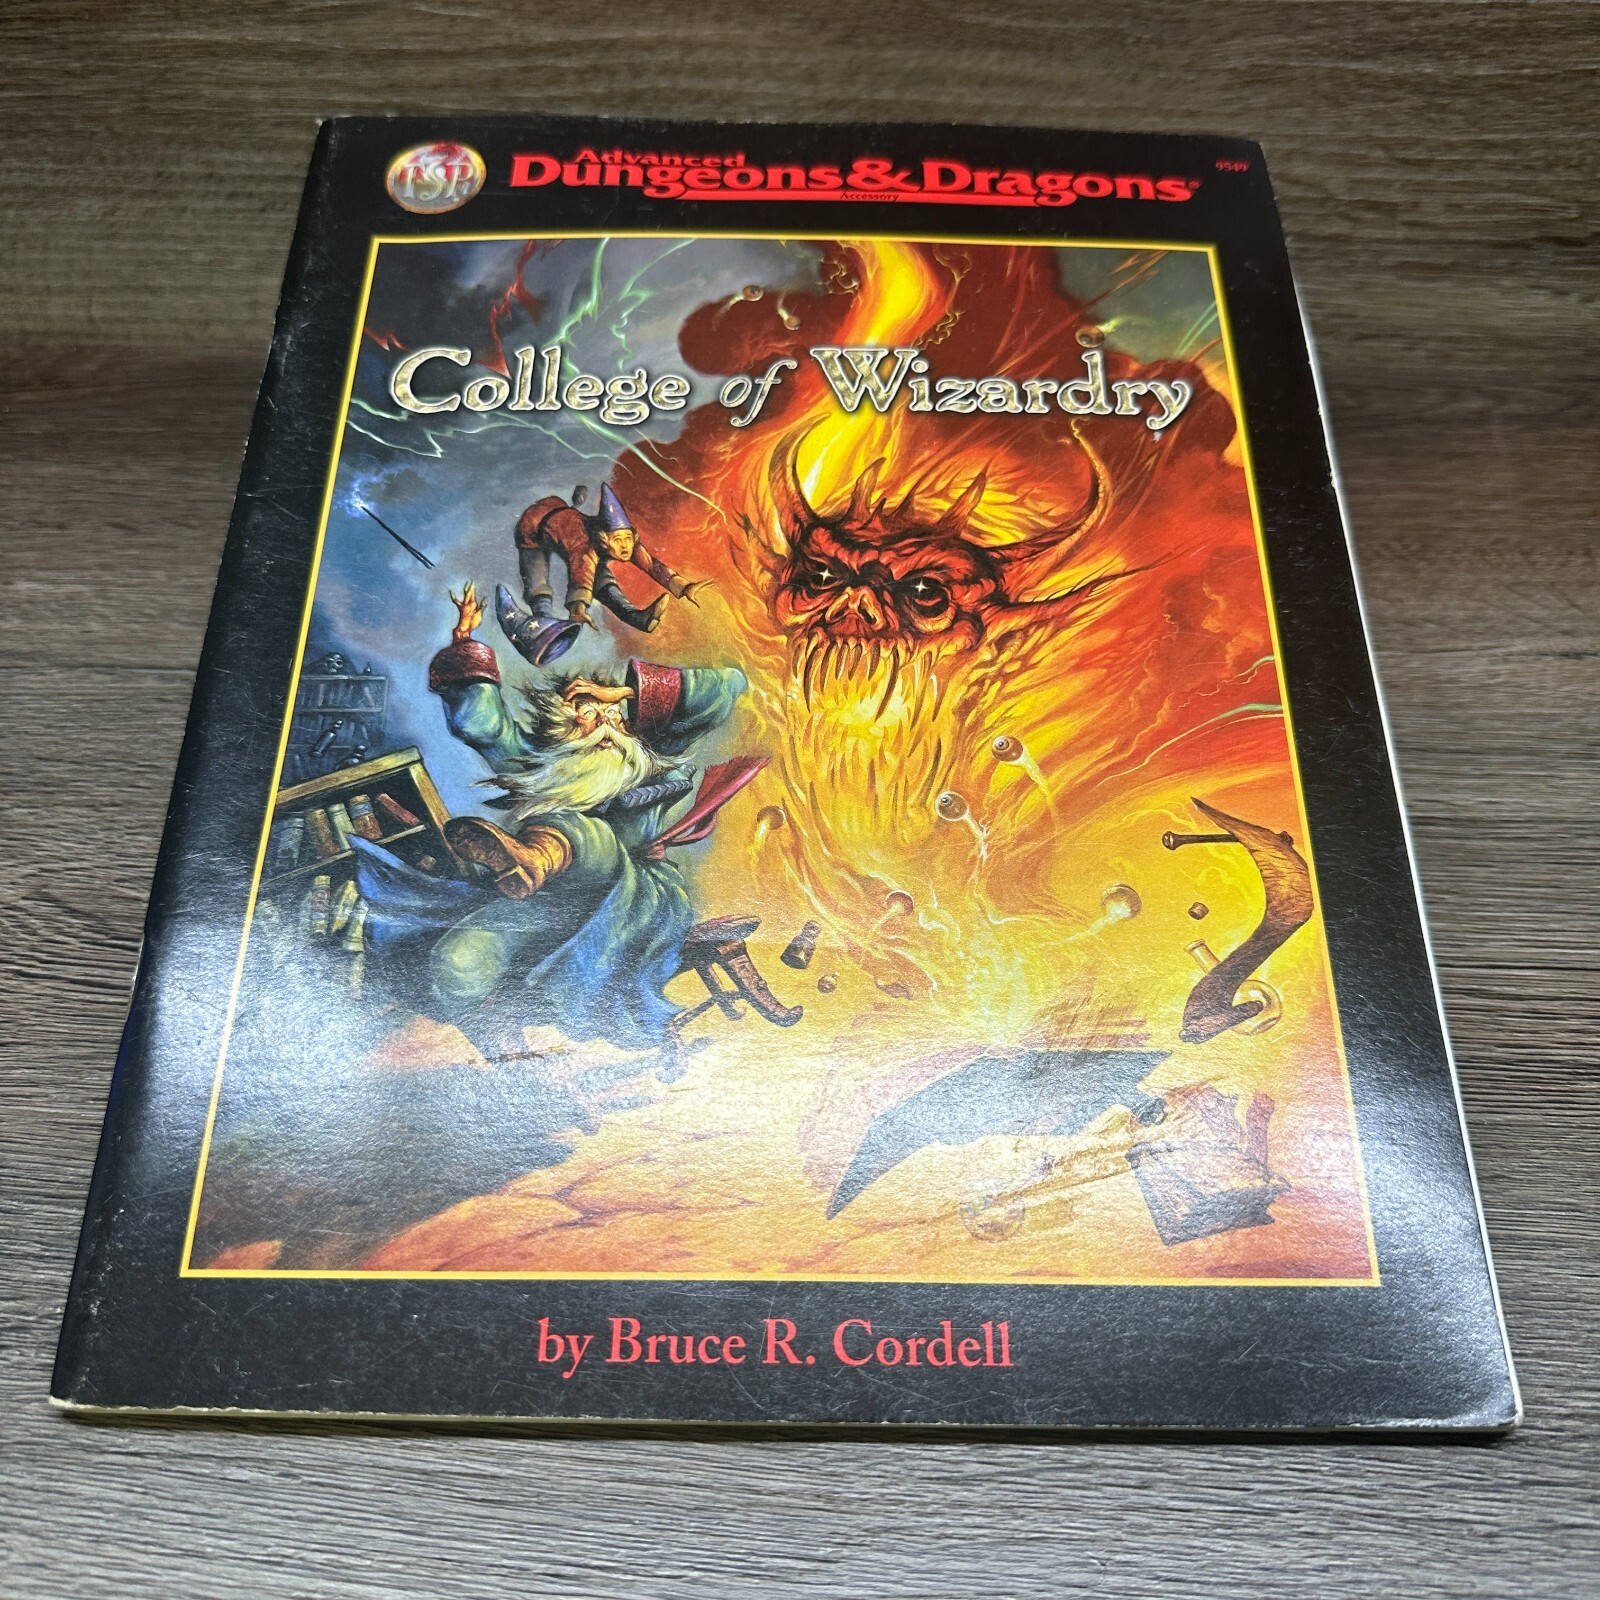 TSR
Advanced
Dungeons & Dragons®
Accessory
9549
College of Wizardry
by Bruce R. Cordell